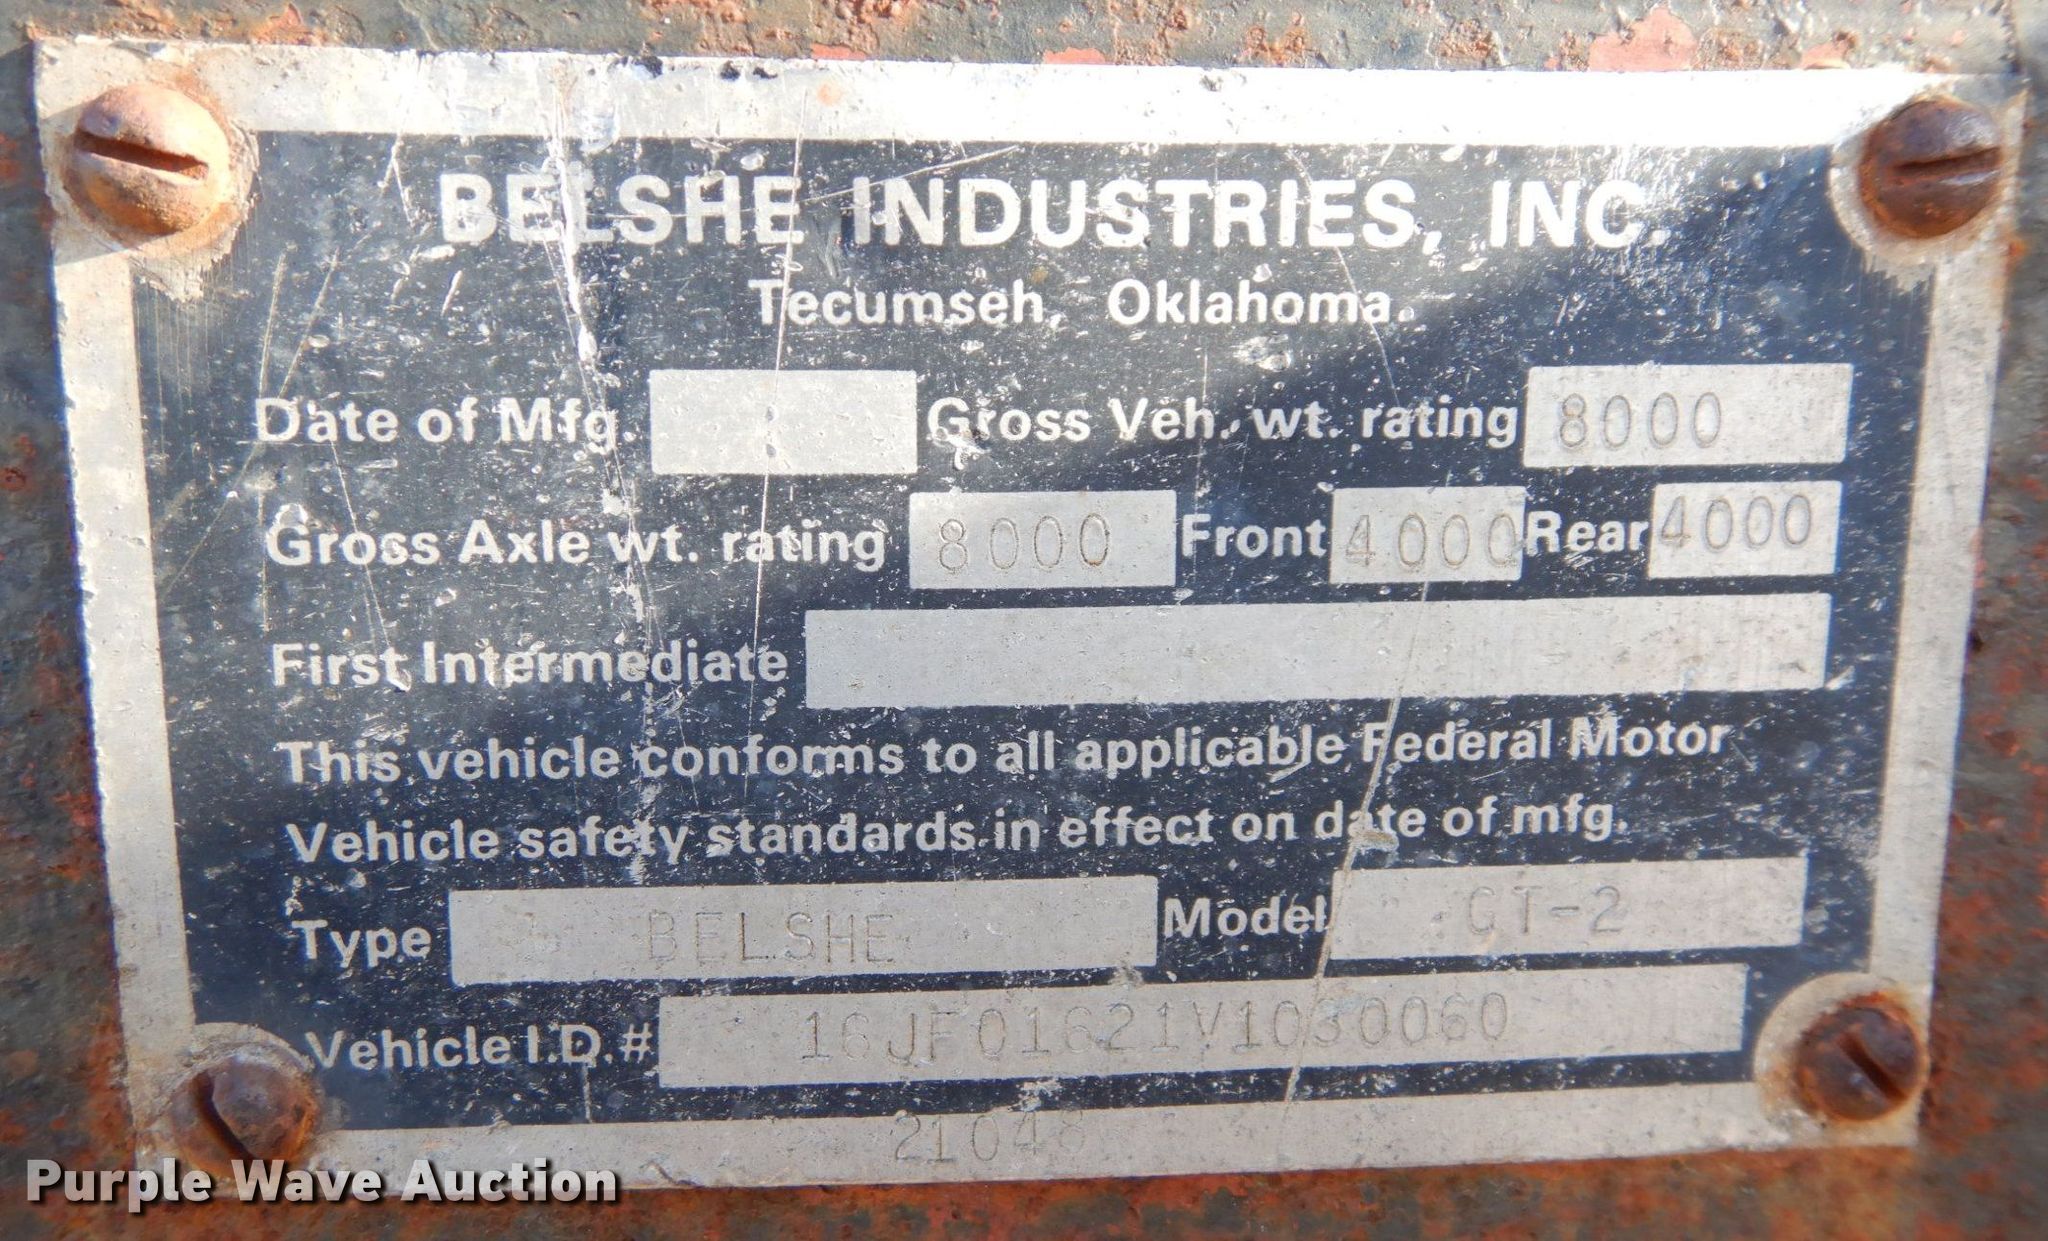 BELSHE INDUSTRIES, INC.
Tecumseh, Oklahoma.
Date of Mfg. Gross Veh. wt. rating 8000
Gross Axle wt. rating 8000 Front 4000 Rear 4000
First Intermediate
This vehicle conforms to all applicable Federal Motor
Vehicle safety standards in effect on date of mfg.
Type BELSHE Model GT-2
Vehicle I.D.# 16JF01621V1030060
21048
Purple Wave Auction